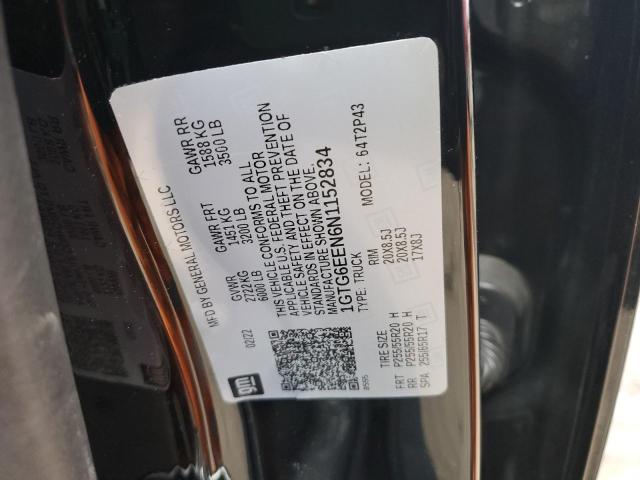 MFD BY GENERAL MOTORS LLC
02/22
GVWR
2722 KG
6000 LB
GAWR FRT
1451 KG
3200 LB
GAWR RR
1588 KG
3500 LB
THIS VEHICLE CONFORMS TO ALL
APPLICABLE U.S. FEDERAL MOTOR
VEHICLE SAFETY AND THEFT PREVENTION
STANDARDS IN EFFECT ON THE DATE OF
MANUFACTURE SHOWN ABOVE.
1GTG6EEN6N1152834
TYPE: TRUCK
MODEL: 64T2P43
gm
TIRE SIZE
RIM
FRT P255/55R20 H 20X8.5J
RR P255/55R20 H 20X8.5J
SPA 255/65R17 T 17X8J